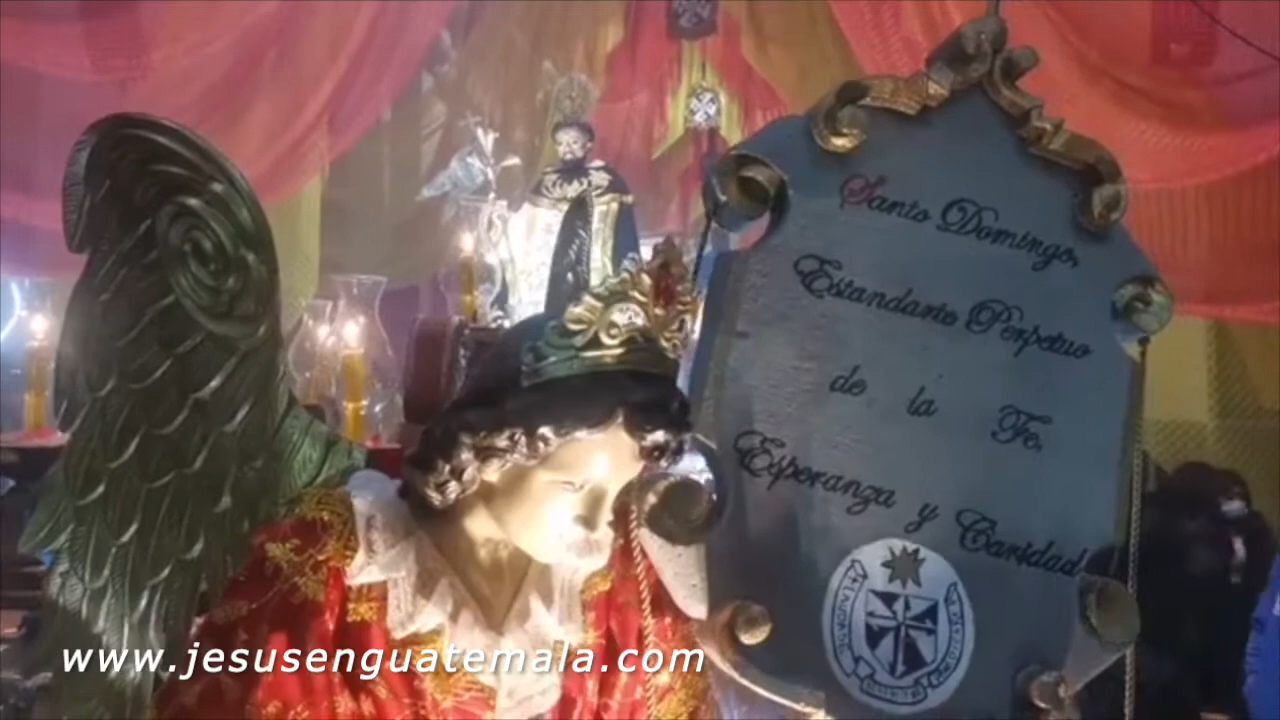 Santo Domingo,
Estandarte Perpetuo
de la Fe,
Esperanza y Caridad
www.jesusenguatemala.com